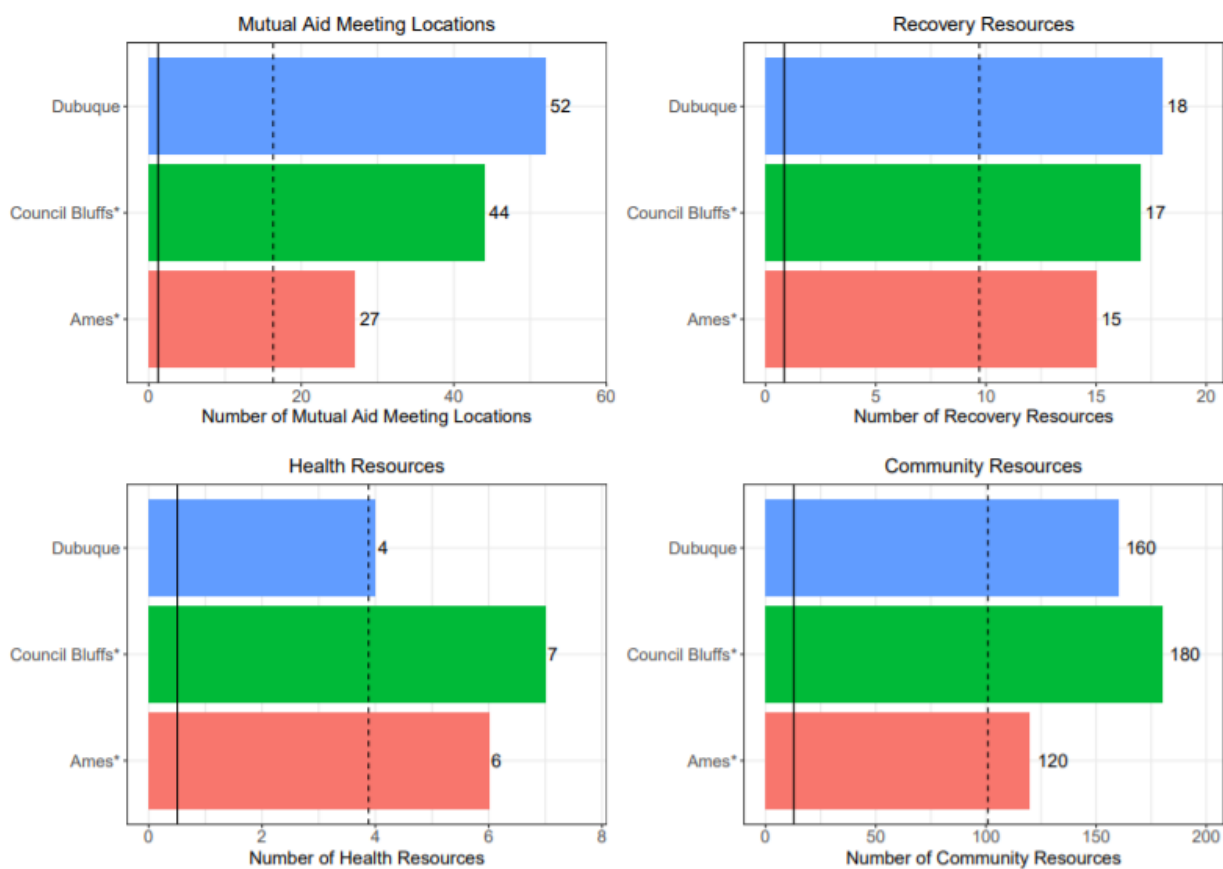 Mutual Aid Meeting Locations
Dubuque
52
Council Bluffs*
44
Ames*
27
0 20 40 60
Number of Mutual Aid Meeting Locations
Recovery Resources
Dubuque
18
Council Bluffs*
17
Ames*
15
0 5 10 15 20
Number of Recovery Resources
Health Resources
Dubuque
4
Council Bluffs*
7
Ames*
6
0 2 4 6 8
Number of Health Resources
Community Resources
Dubuque
160
Council Bluffs*
180
Ames*
120
0 50 100 150 200
Number of Community Resources